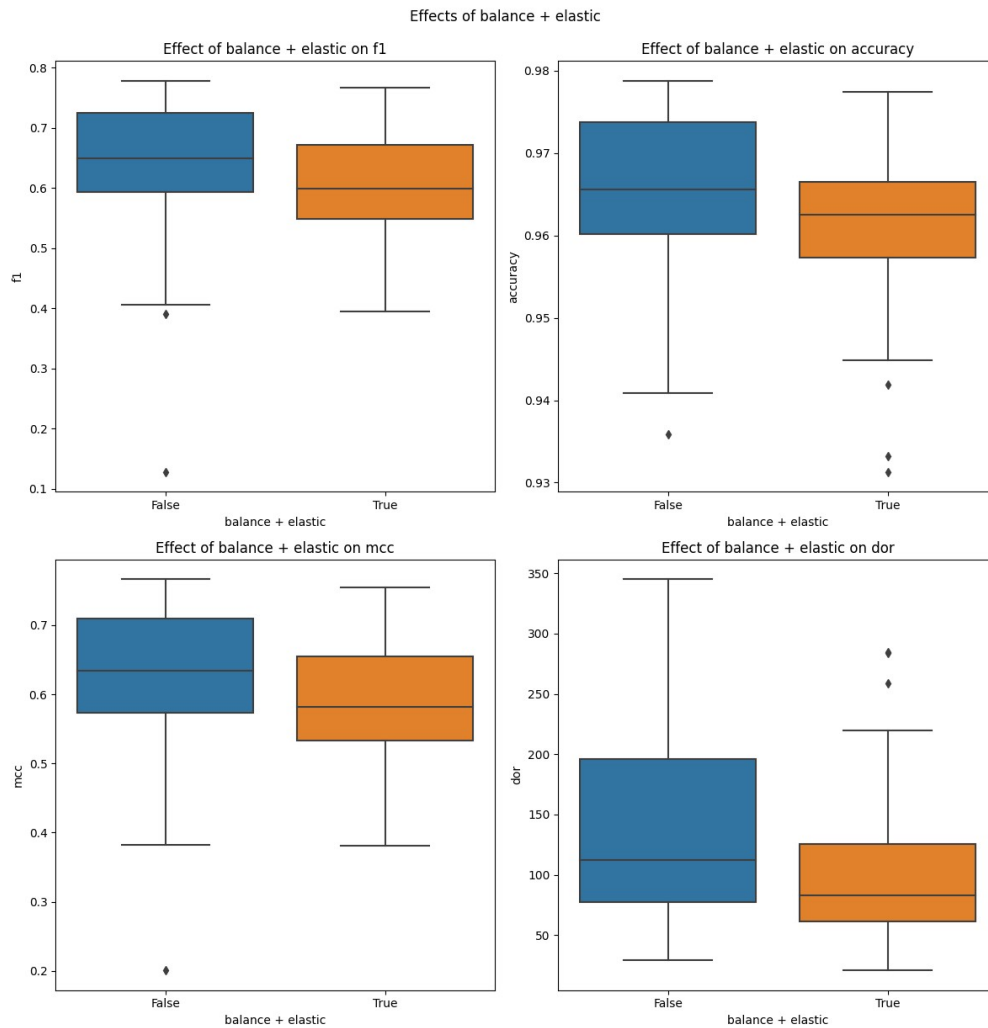 Effects of balance + elastic
Effect of balance + elastic on f1
0.8
0.7
0.6
0.5
0.4
0.3
0.2
0.1
f1
False
True
balance + elastic
Effect of balance + elastic on accuracy
0.98
0.97
0.96
0.95
0.94
0.93
accuracy
False
True
balance + elastic
Effect of balance + elastic on mcc
0.7
0.6
0.5
0.4
0.3
0.2
mcc
False
True
balance + elastic
Effect of balance + elastic on dor
350
300
250
200
150
100
50
dor
False
True
balance + elastic